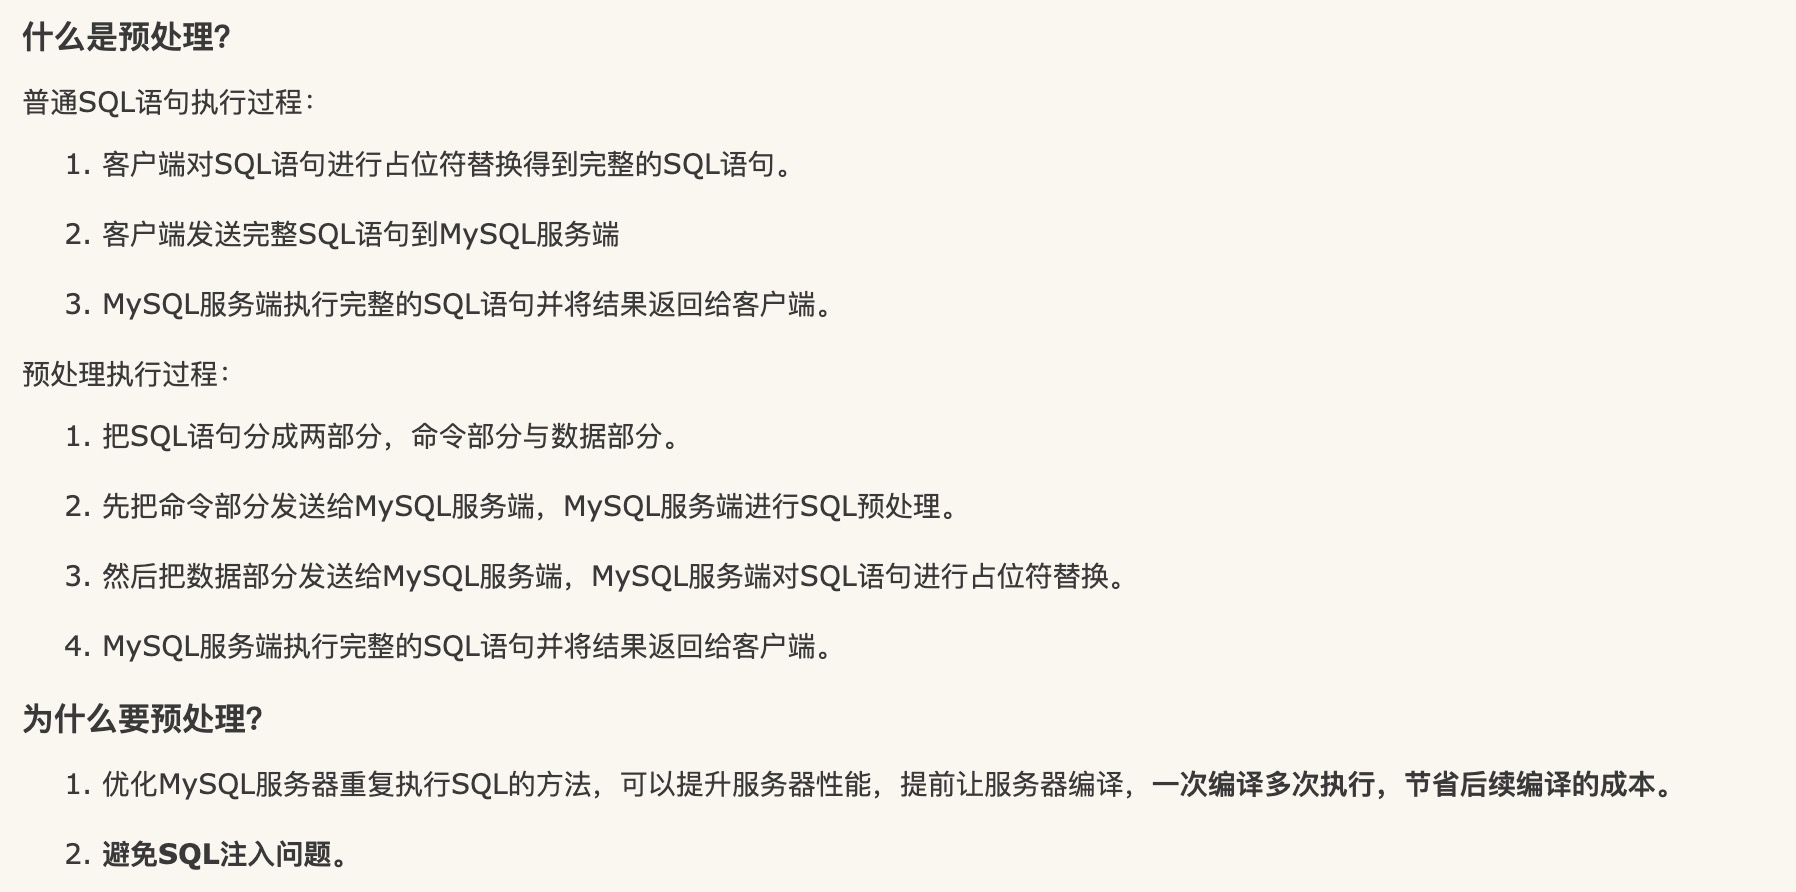 什么是预处理?
普通SQL语句执行过程：
1. 客户端对SQL语句进行占位符替换得到完整的SQL语句。
2. 客户端发送完整SQL语句到MySQL服务端
3. MySQL服务端执行完整的SQL语句并将结果返回给客户端。
预处理执行过程：
1. 把SQL语句分成两部分，命令部分与数据部分。
2. 先把命令部分发送给MySQL服务端，MySQL服务端进行SQL预处理。
3. 然后把数据部分发送给MySQL服务端，MySQL服务端对SQL语句进行占位符替换。
4. MySQL服务端执行完整的SQL语句并将结果返回给客户端。
为什么要预处理?
1. 优化MySQL服务器重复执行SQL的方法，可以提升服务器性能，提前让服务器编译，一次编译多次执行，节省后续编译的成本。
2. 避免SQL注入问题。